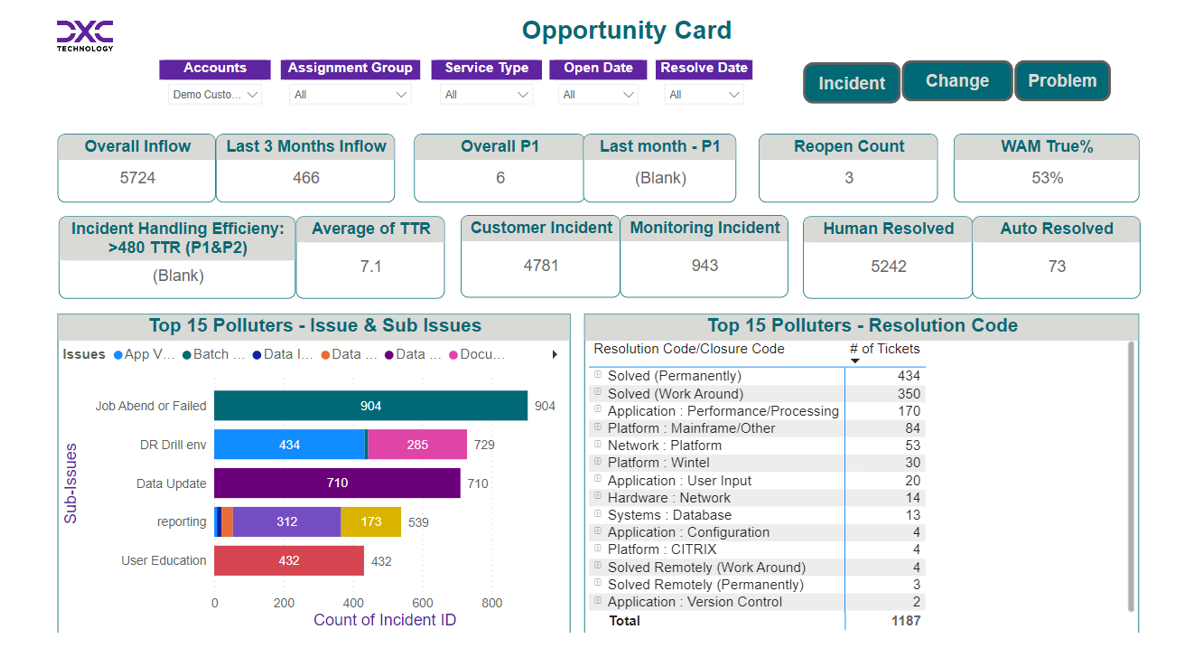 DXC
TECHNOLOGY
Opportunity Card
Accounts
Assignment Group
Service Type
Open Date
Resolve Date
Demo Custo...
All
All
All
All
Incident
Change
Problem
Overall Inflow
5724
Last 3 Months Inflow
466
Overall P1
6
Last month - P1
(Blank)
Reopen Count
3
WAM True%
53%
Incident Handling Efficieny:
>480 TTR (P1&P2)
(Blank)
Average of TTR
7.1
Customer Incident
4781
Monitoring Incident
943
Human Resolved
5242
Auto Resolved
73
Top 15 Polluters - Issue & Sub Issues
Issues App V... Batch ... Data I... Data ... Data ... Docu...
Sub-Issues
Job Abend or Failed 904 904
DR Drill env 434 285 729
Data Update 710 710
reporting 312 173 539
User Education 432 432
0 200 400 600 800
Count of Incident ID
Top 15 Polluters - Resolution Code
Resolution Code/Closure Code # of Tickets
Solved (Permanently) 434
Solved (Work Around) 350
Application : Performance/Processing 170
Platform : Mainframe/Other 84
Network : Platform 53
Platform : Wintel 30
Application : User Input 20
Hardware : Network 14
Systems : Database 13
Application : Configuration 4
Platform : CITRIX 4
Solved Remotely (Work Around) 4
Solved Remotely (Permanently) 3
Application : Version Control 2
Total 1187